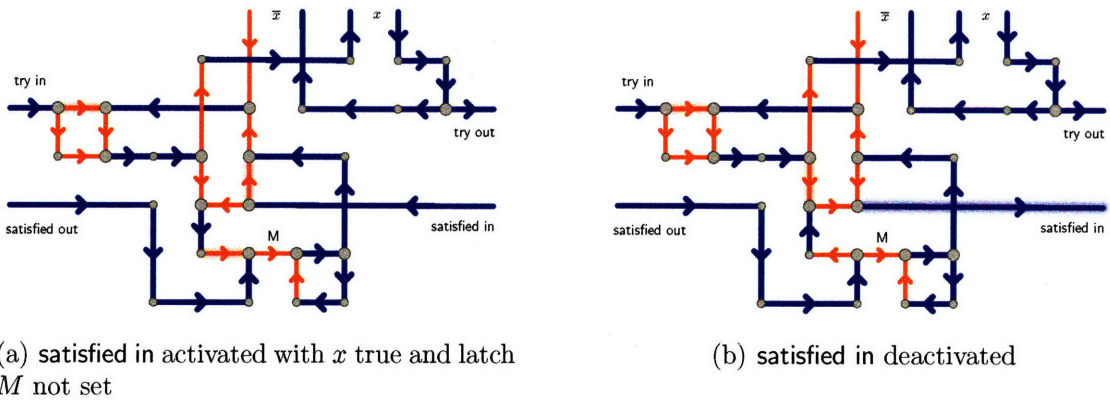 x̅ x
try in
try out
satisfied out
satisfied in
M
(a) satisfied in activated with x true and latch
M not set
x̅ x
try in
try out
satisfied out
satisfied in
M
(b) satisfied in deactivated